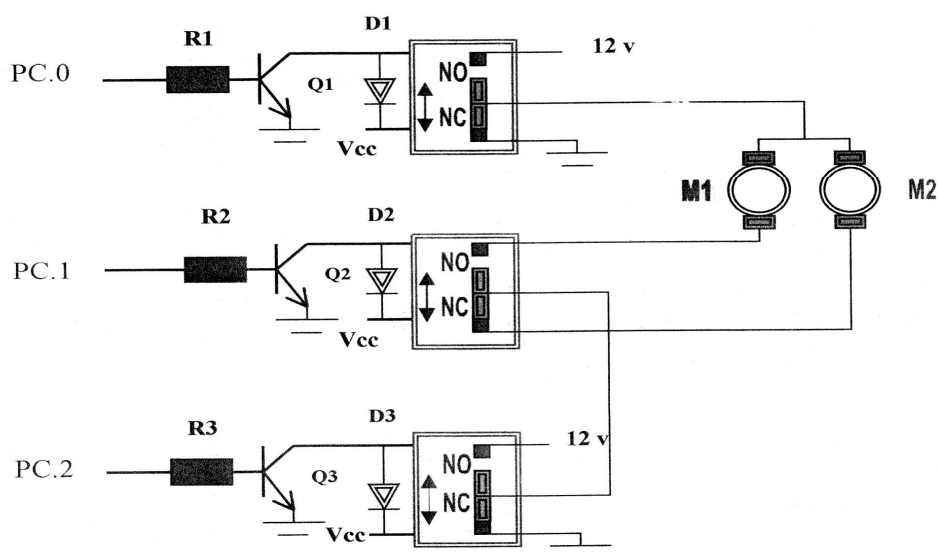 D1
R1
12 v
PC.0
NO
Q1
NC
Vcc
M1
M2
D2
R2
PC.1
NO
Q2
NC
Vcc
D3
R3
12 v
PC.2
NO
Q3
NC
Vcc